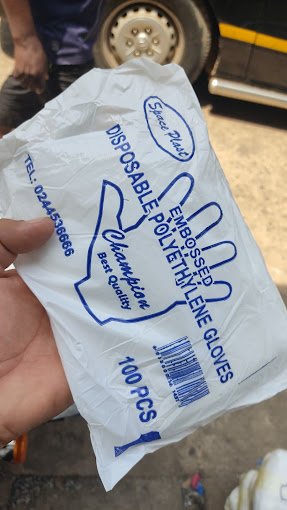 Space Plast
EMBOSSED
DISPOSABLE POLYETHYLENE GLOVES
Champion
Best Quality
TEL: 0244536666
100 PCS